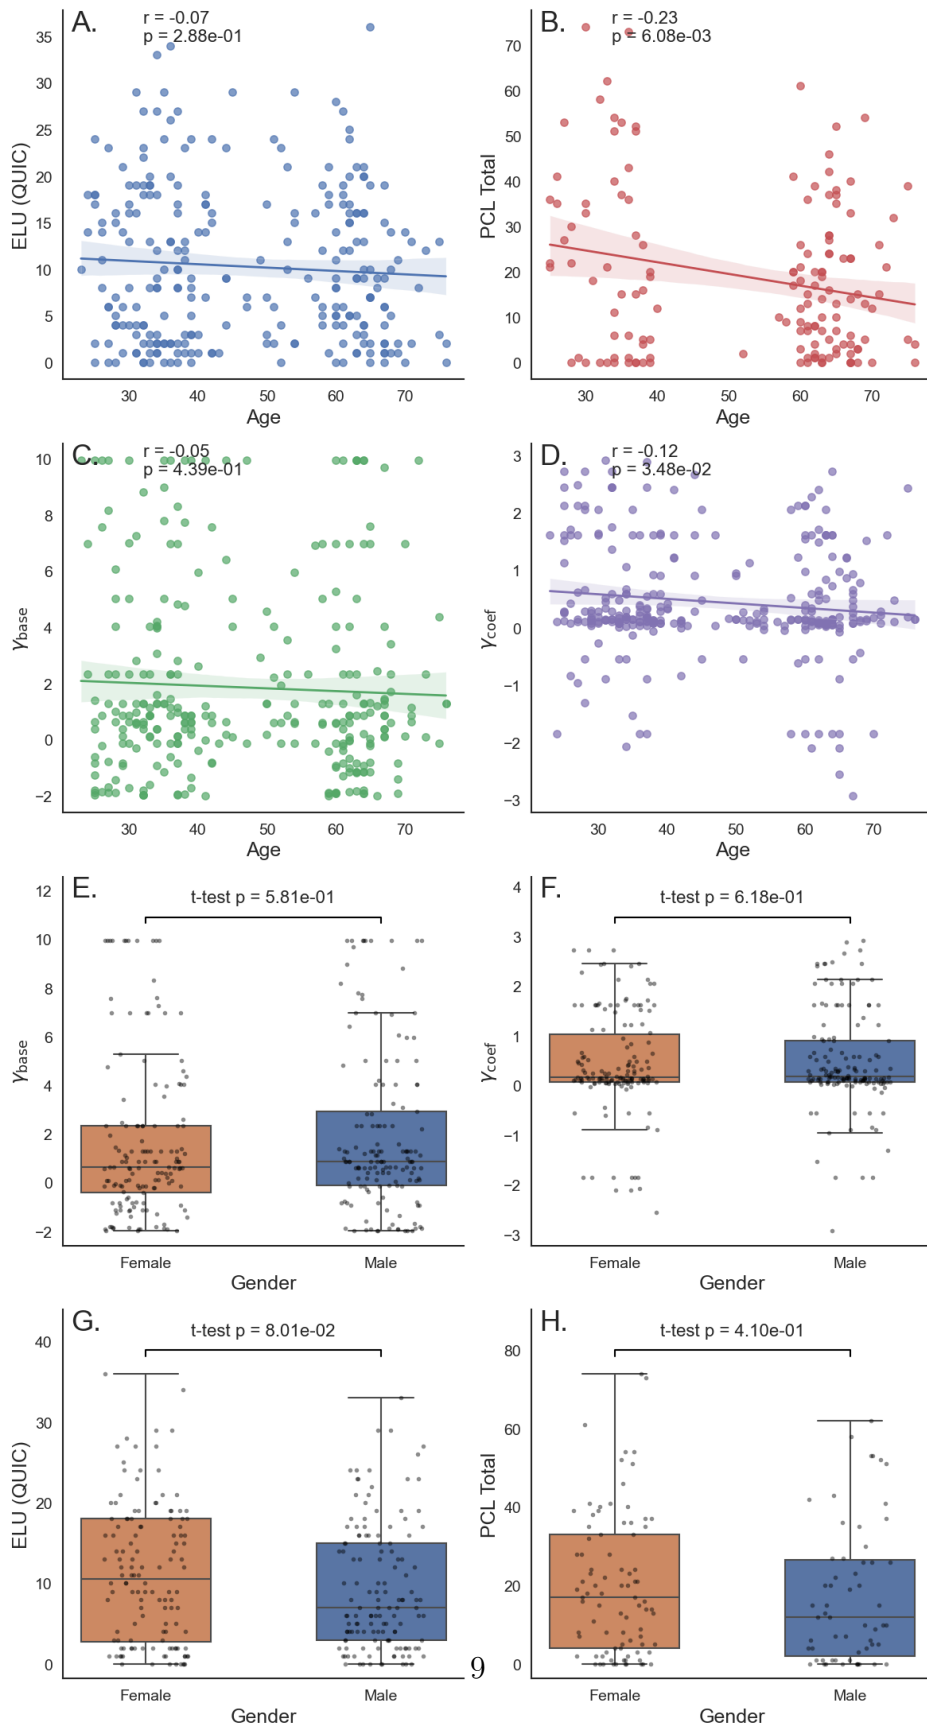 A.
r = -0.07
p = 2.88e-01
ELU (QUIC)
35
30
25
20
15
10
5
0
30 40 50 60 70
Age
B.
r = -0.23
p = 6.08e-03
PCL Total
70
60
50
40
30
20
10
0
30 40 50 60 70
Age
C.
r = -0.05
p = 4.39e-01
γbase
10
8
6
4
2
0
−2
30 40 50 60 70
Age
D.
r = -0.12
p = 3.48e-02
γcoef
3
2
1
0
−1
−2
−3
30 40 50 60 70
Age
E.
t-test p = 5.81e-01
γbase
12
10
8
6
4
2
0
−2
Female Male
Gender
F.
t-test p = 6.18e-01
γcoef
4
3
2
1
0
−1
−2
−3
Female Male
Gender
G.
t-test p = 8.01e-02
ELU (QUIC)
40
30
20
10
0
Female Male
Gender
H.
t-test p = 4.10e-01
PCL Total
80
60
40
20
0
Female Male
Gender
9